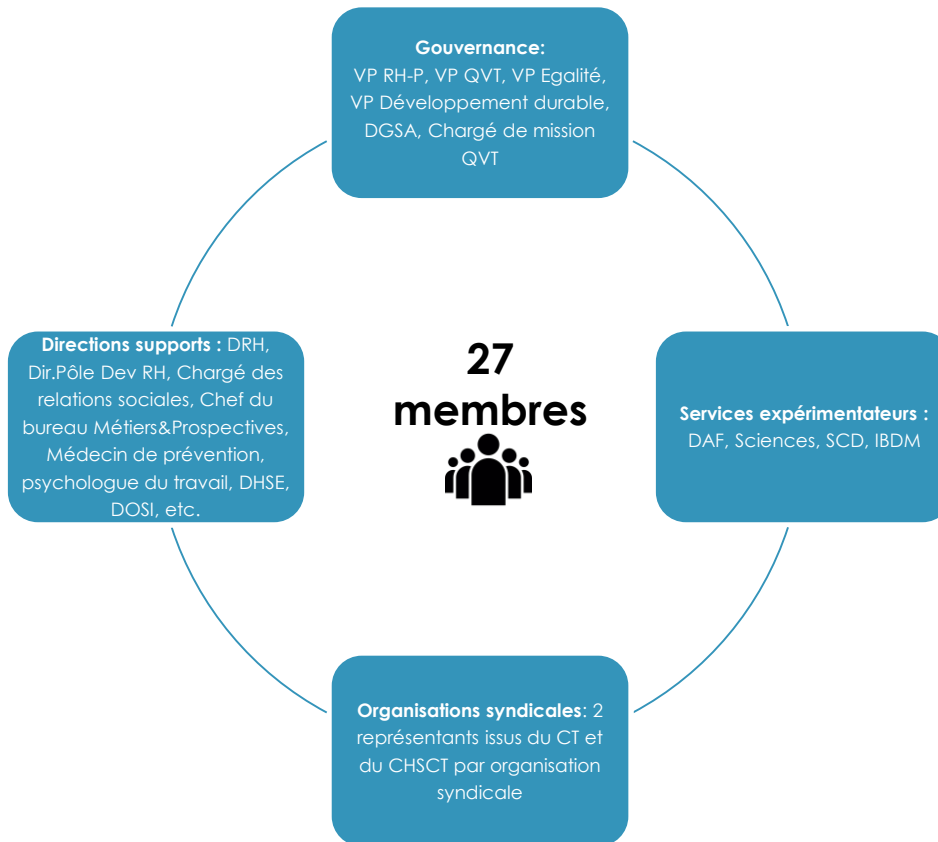 Gouvernance:
VP RH-P, VP QVT, VP Egalité,
VP Développement durable,
DGSA, Chargé de mission
QVT
Directions supports : DRH,
Dir.Pôle Dev RH, Chargé des
relations sociales, Chef du
bureau Métiers&Prospectives,
Médecin de prévention,
psychologue du travail, DHSE,
DOSI, etc.
27
membres
Services expérimentateurs :
DAF, Sciences, SCD, IBDM
Organisations syndicales: 2
représentants issus du CT et
du CHSCT par organisation
syndicale